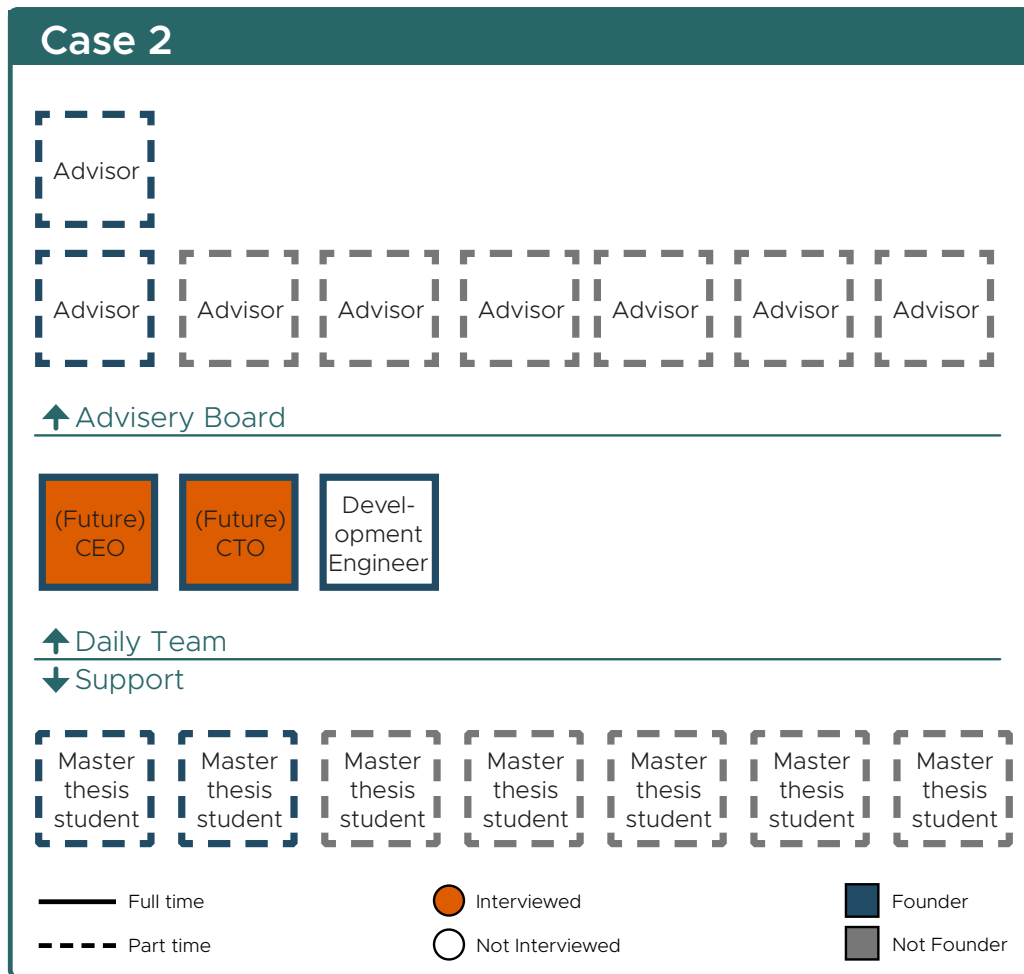 Case 2
Advisor
Advisor Advisor Advisor Advisor Advisor Advisor Advisor
Advisery Board
(Future)
CEO
(Future)
CTO
Devel-
opment
Engineer
Daily Team
Support
Master
thesis
student
Master
thesis
student
Master
thesis
student
Master
thesis
student
Master
thesis
student
Master
thesis
student
Master
thesis
student
Full time
Interviewed
Founder
Part time
Not Interviewed
Not Founder